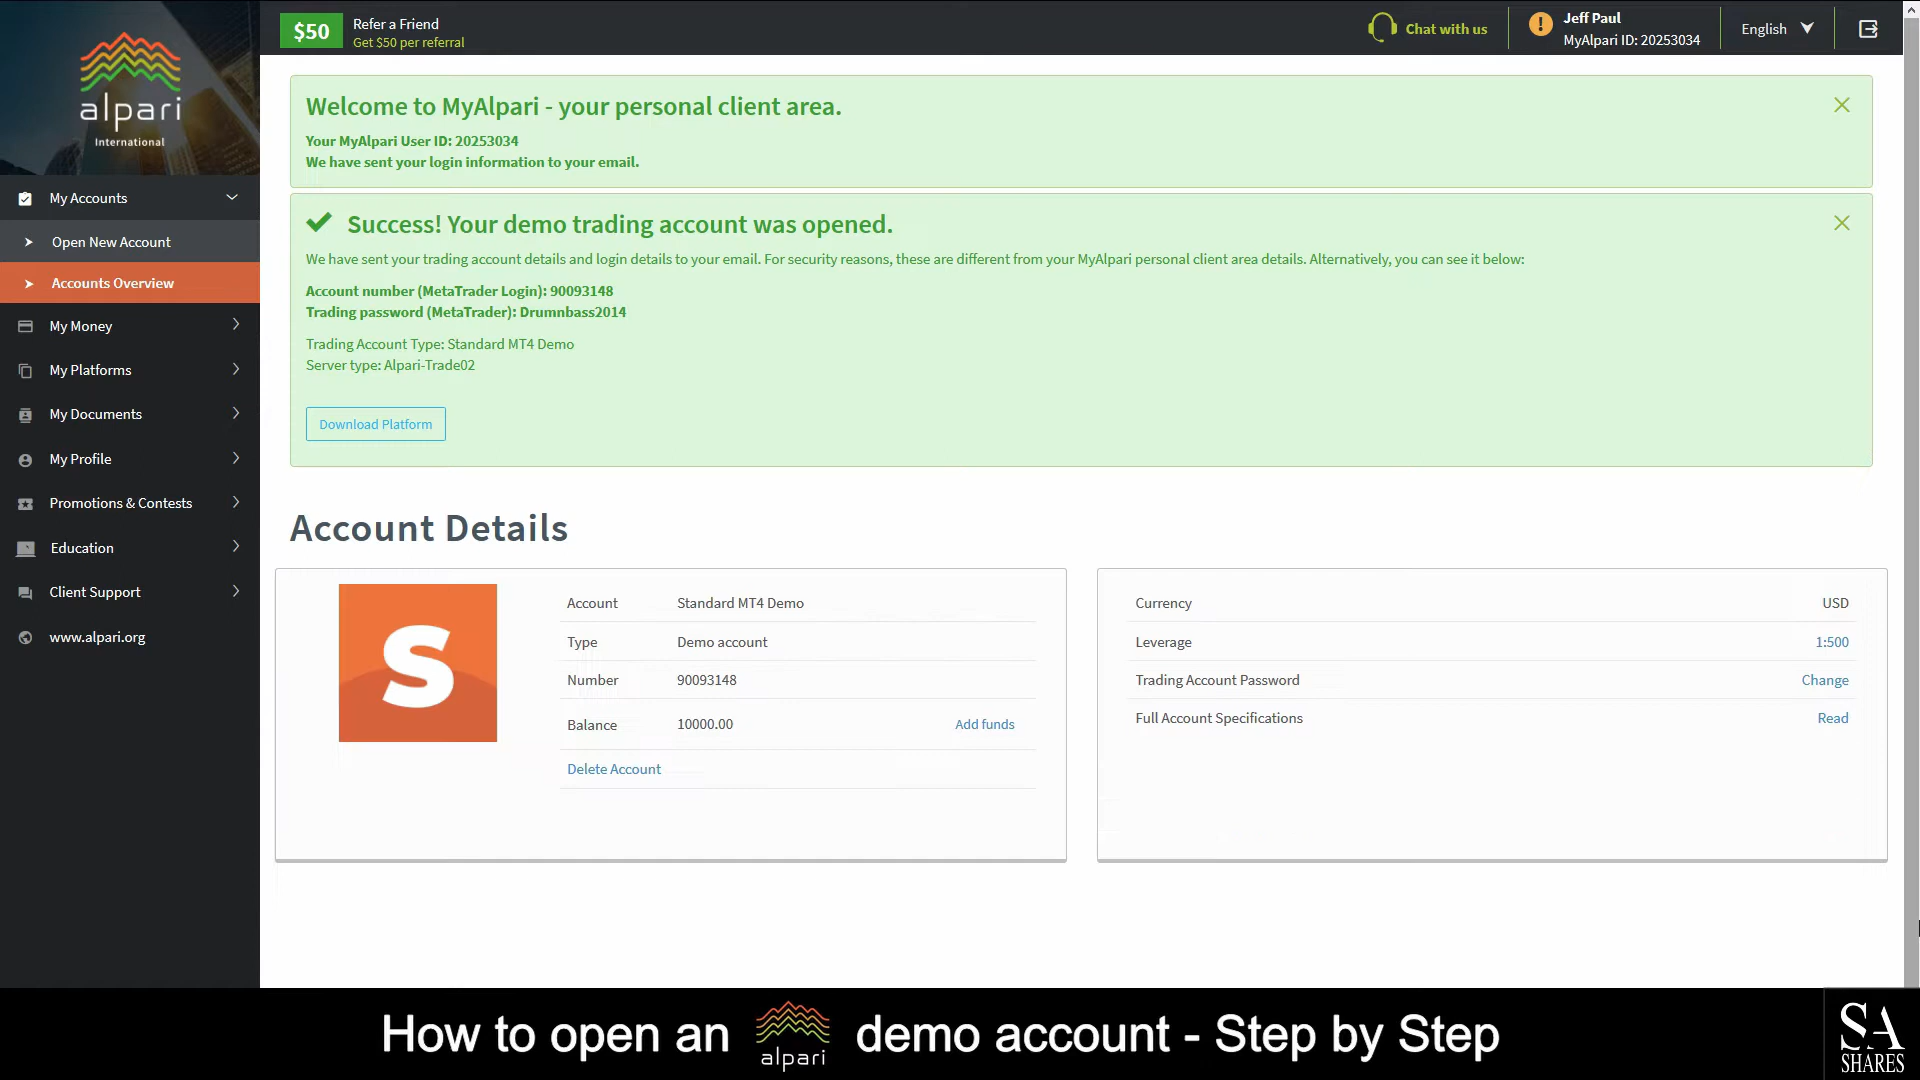 alpari
International
$50
Refer a Friend
Get $50 per referral
Chat with us
!
Jeff Paul
MyAlpari ID: 20253034
English
My Accounts
Open New Account
Accounts Overview
My Money
My Platforms
My Documents
My Profile
Promotions & Contests
Education
Client Support
www.alpari.org
Welcome to MyAlpari - your personal client area.
Your MyAlpari User ID: 20253034
We have sent your login information to your email.
Success! Your demo trading account was opened.
We have sent your trading account details and login details to your email. For security reasons, these are different from your MyAlpari personal client area details. Alternatively, you can see it below:
Account number (MetaTrader Login): 90093148
Trading password (MetaTrader): Drumnbass2014
Trading Account Type: Standard MT4 Demo
Server type: Alpari-Trade02
Download Platform
Account Details
S
Account Standard MT4 Demo
Type Demo account
Number 90093148
Balance 10000.00 Add funds
Delete Account
Currency USD
Leverage 1:500
Trading Account Password Change
Full Account Specifications Read
How to open an alpari demo account - Step by Step
SA
SHARES